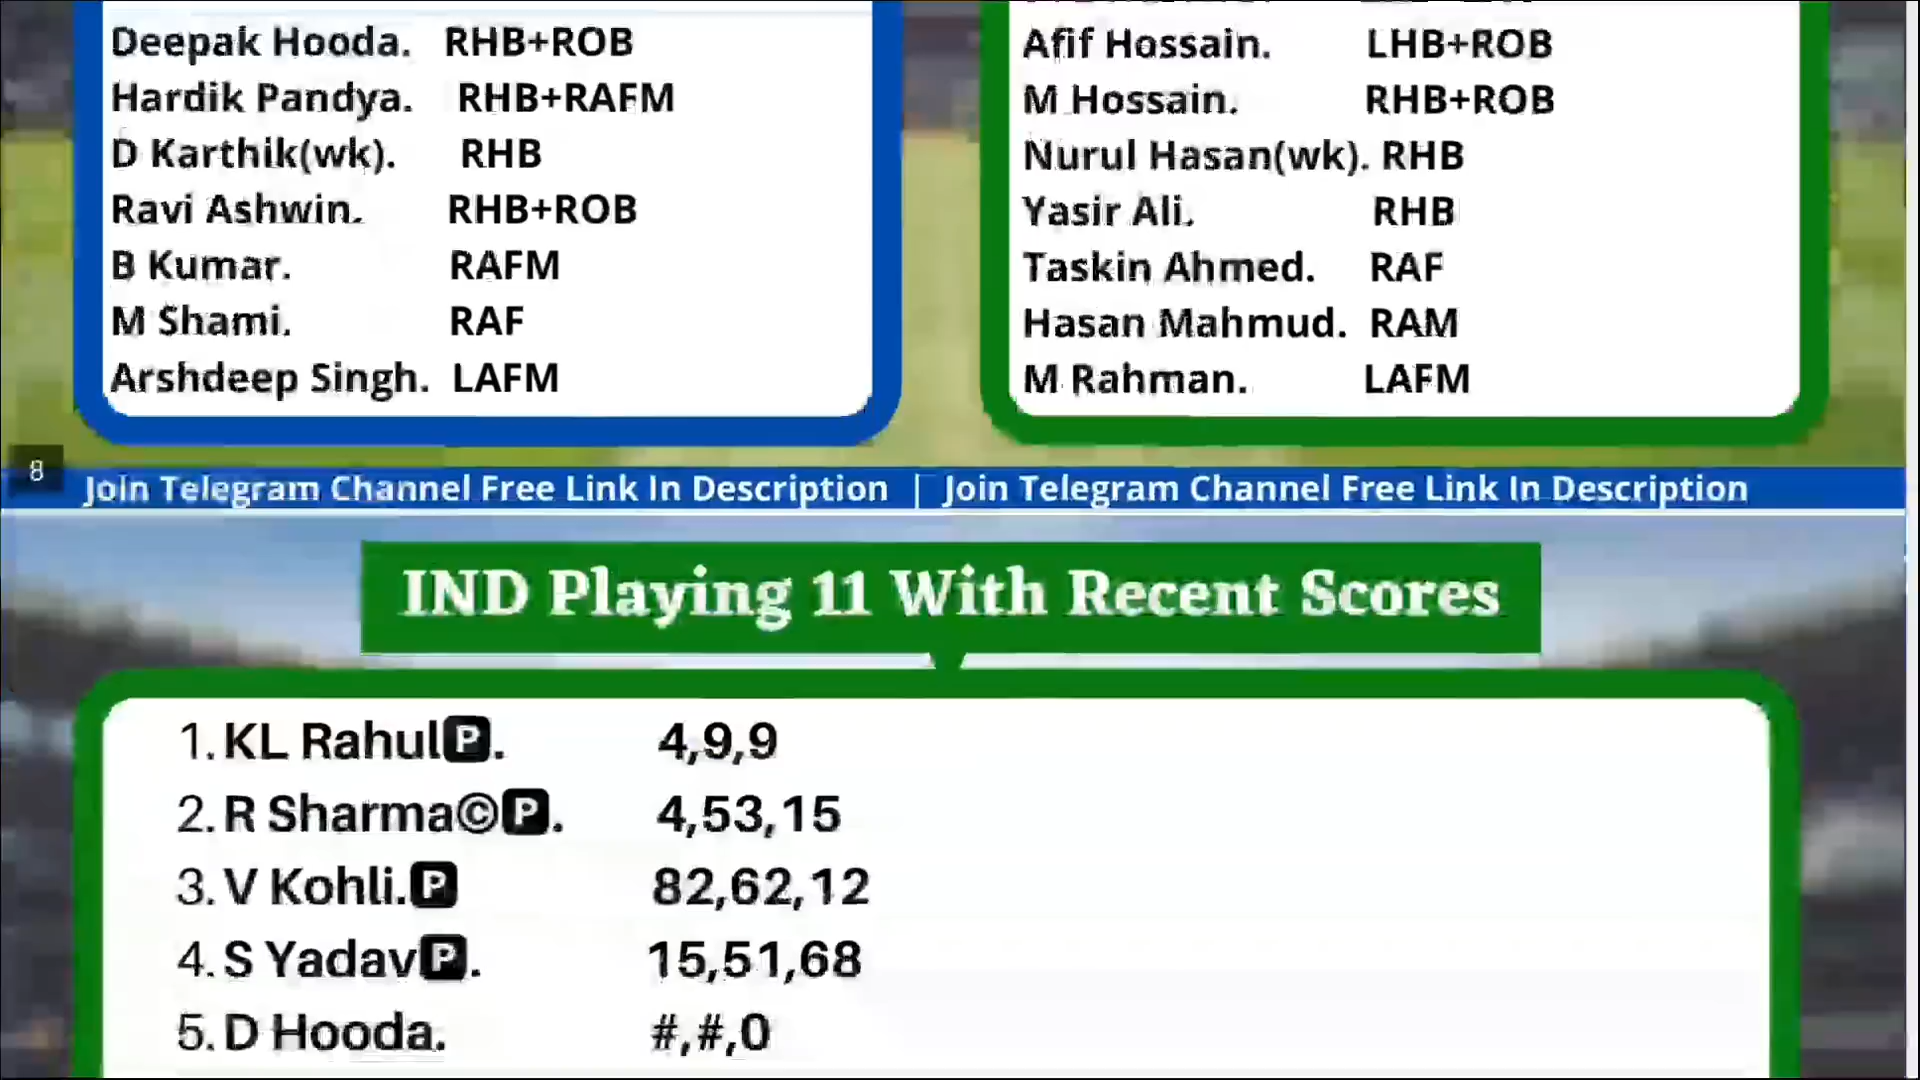 Deepak Hooda. RHB+ROB
Hardik Pandya. RHB+RAFM
D Karthik(wk). RHB
Ravi Ashwin. RHB+ROB
B Kumar. RAFM
M Shami. RAF
Arshdeep Singh. LAFM
Afif Hossain. LHB+ROB
M Hossain. RHB+ROB
Nurul Hasan(wk). RHB
Yasir Ali. RHB
Taskin Ahmed. RAF
Hasan Mahmud. RAM
M Rahman. LAFM
8
Join Telegram Channel Free Link In Description | Join Telegram Channel Free Link In Description
IND Playing 11 With Recent Scores
1. KL Rahul🅿. 4,9,9
2. R Sharma©🅿. 4,53,15
3. V Kohli.🅿 82,62,12
4. S Yadav🅿. 15,51,68
5. D Hooda. #,#,0